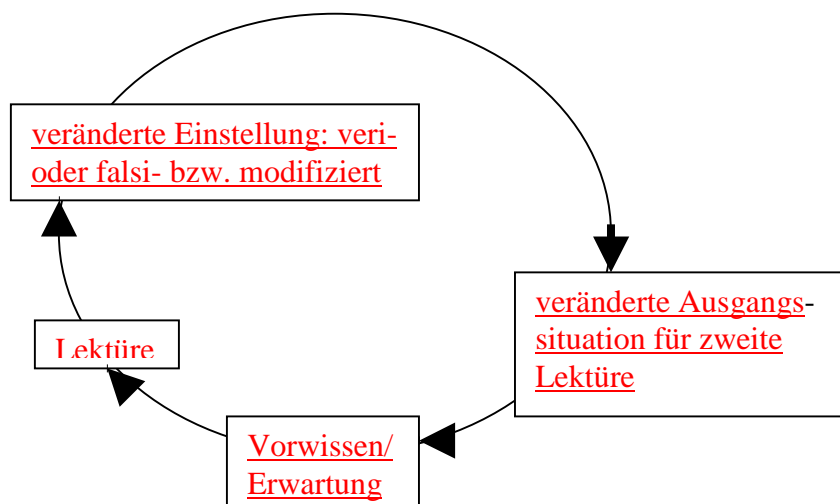 veränderte Einstellung: veri-
oder falsi- bzw. modifiziert
veränderte Ausgangs-
situation für zweite
Lektüre
Lektüre
Vorwissen/
Erwartung